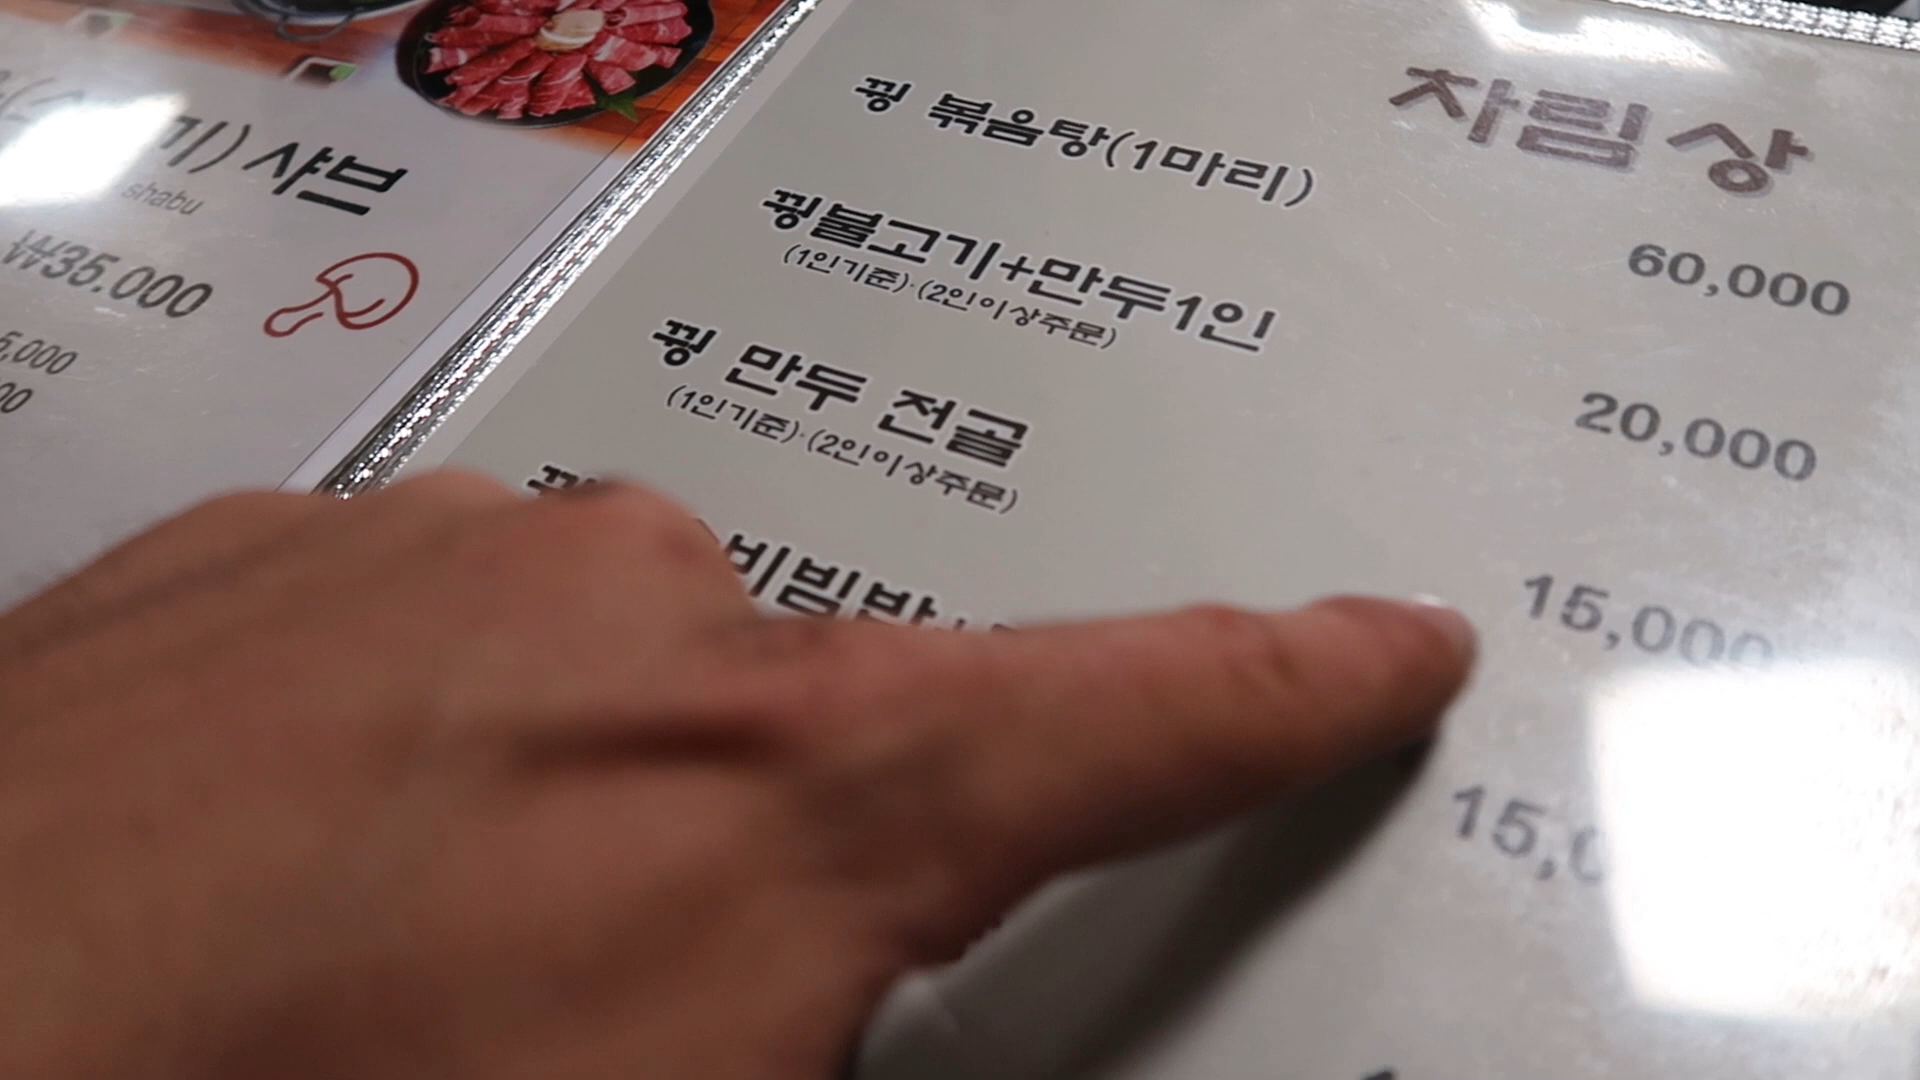 샤브
shabu
₩35.000
5,000
00
차림상
꿩 볶음탕(1마리)
60,000
꿩불고기+만두1인
(1인기준)·(2인이상주문)
20,000
꿩 만두 전골
(1인기준)·(2인이상주문)
15,000
비빔밥+
15,0